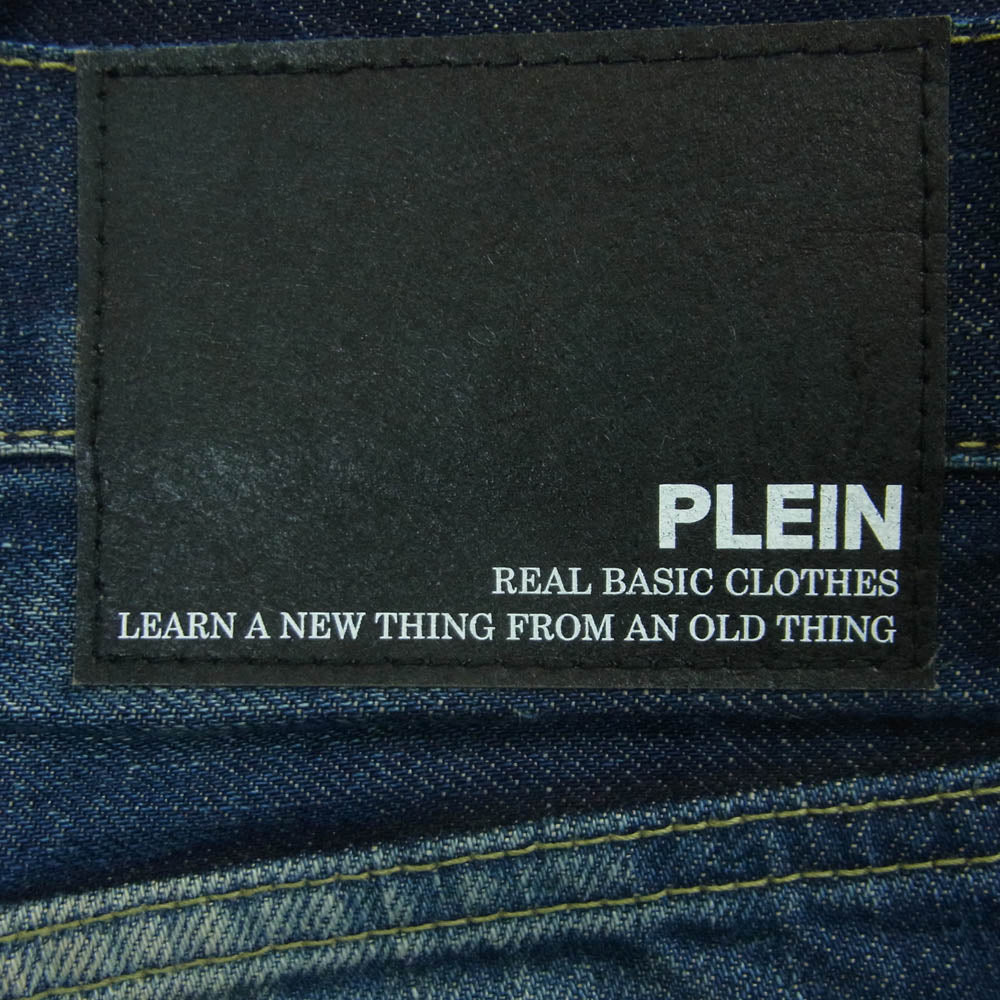 PLEIN
REAL BASIC CLOTHES
LEARN A NEW THING FROM AN OLD THING